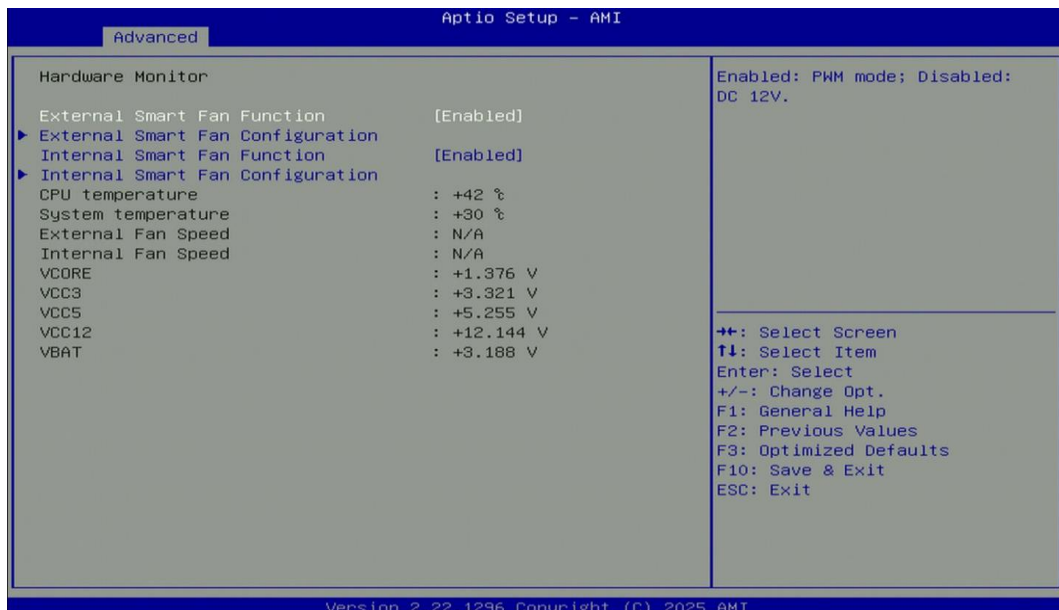 Aptio Setup - AMI
Advanced
Hardware Monitor
External Smart Fan Function [Enabled]
▶ External Smart Fan Configuration
Internal Smart Fan Function [Enabled]
▶ Internal Smart Fan Configuration
CPU temperature : +42 ℃
System temperature : +30 ℃
External Fan Speed : N/A
Internal Fan Speed : N/A
VCORE : +1.376 V
VCC3 : +3.321 V
VCC5 : +5.255 V
VCC12 : +12.144 V
VBAT : +3.188 V
Enabled: PWM mode; Disabled:
DC 12V.
→←: Select Screen
↑↓: Select Item
Enter: Select
+/-: Change Opt.
F1: General Help
F2: Previous Values
F3: Optimized Defaults
F10: Save & Exit
ESC: Exit
Version 2.22.1296 Copyright (C) 2025 AMI